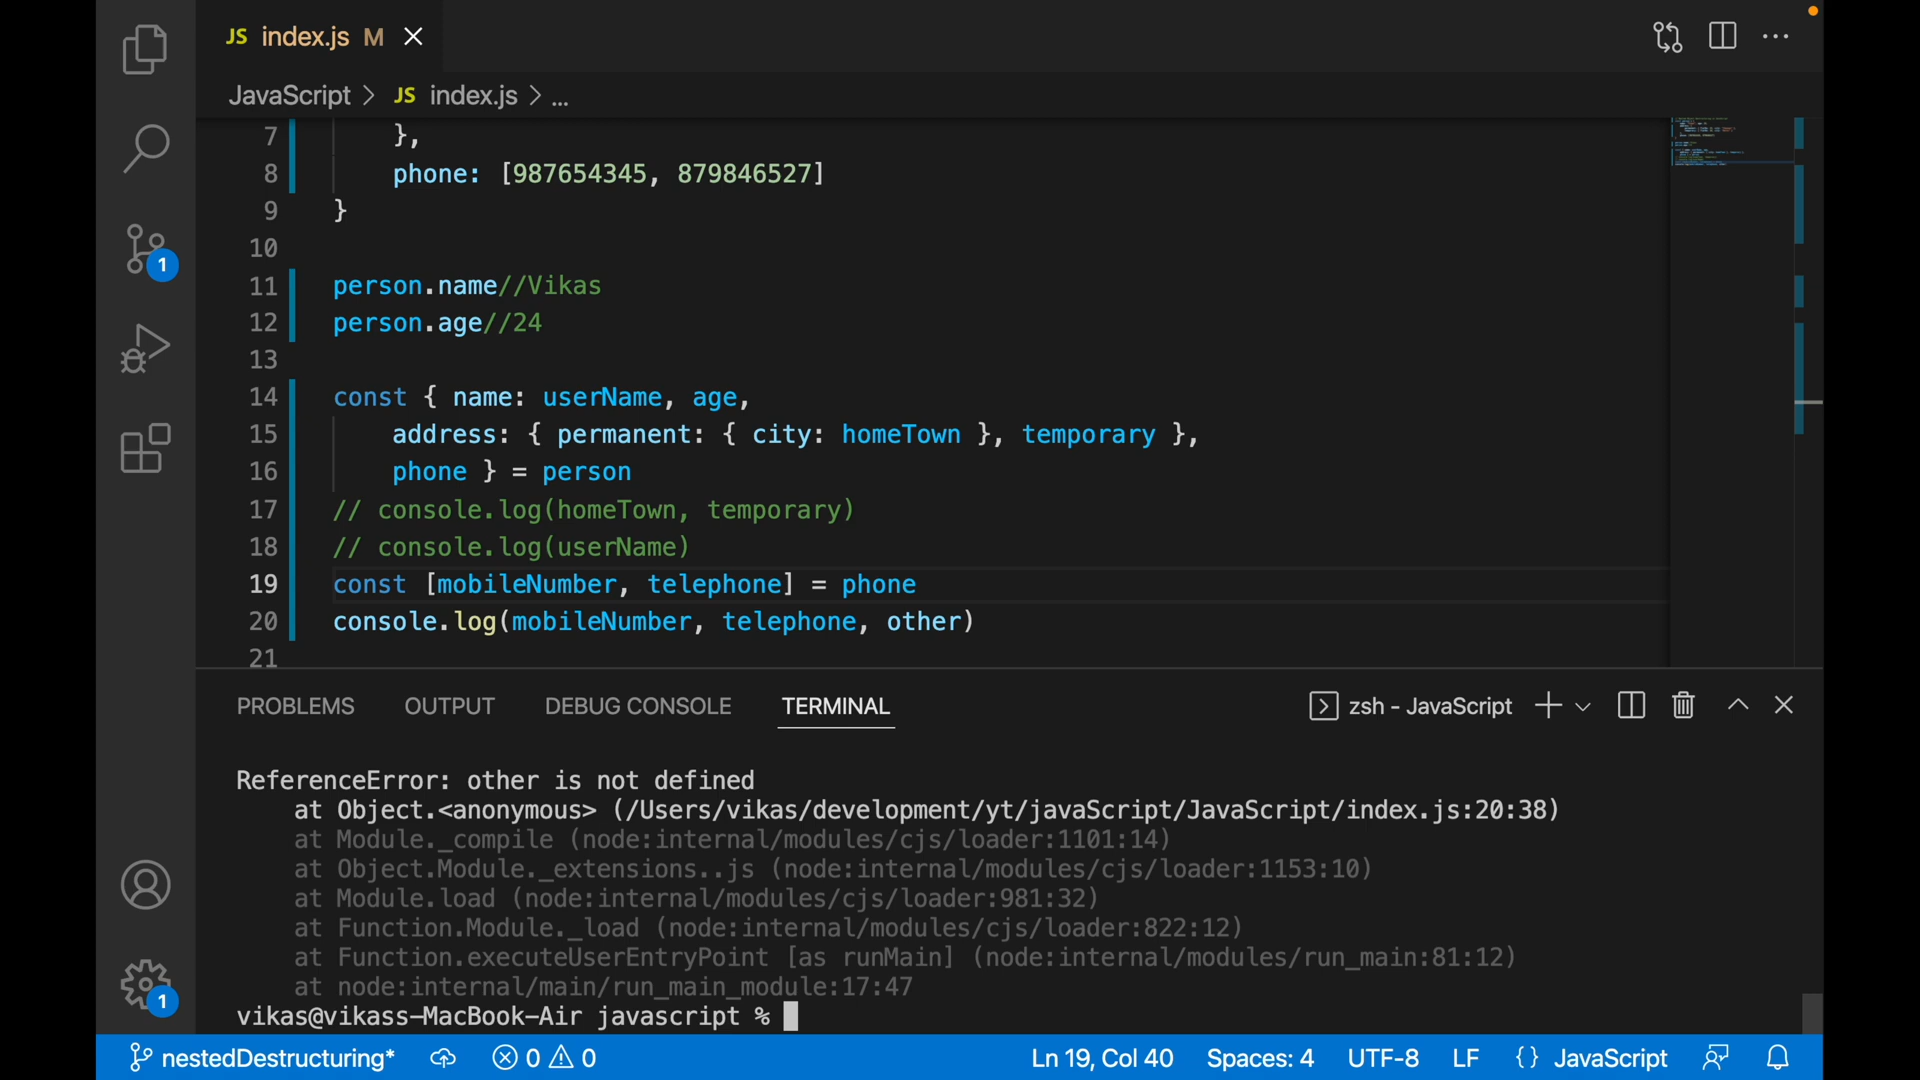 JS index.js M
JavaScript > JS index.js > ...
7 },
8 phone: [987654345, 879846527]
9 }
10
11 person.name//Vikas
12 person.age//24
13
14 const { name: userName, age,
15 address: { permanent: { city: homeTown }, temporary },
16 phone } = person
17 // console.log(homeTown, temporary)
18 // console.log(userName)
19 const [mobileNumber, telephone] = phone
20 console.log(mobileNumber, telephone, other)
21
1
PROBLEMS OUTPUT DEBUG CONSOLE TERMINAL zsh - JavaScript
ReferenceError: other is not defined
at Object.<anonymous> (/Users/vikas/development/yt/javaScript/JavaScript/index.js:20:38)
at Module._compile (node:internal/modules/cjs/loader:1101:14)
at Object.Module._extensions..js (node:internal/modules/cjs/loader:1153:10)
at Module.load (node:internal/modules/cjs/loader:981:32)
at Function.Module._load (node:internal/modules/cjs/loader:822:12)
at Function.executeUserEntryPoint [as runMain] (node:internal/modules/run_main:81:12)
at node:internal/main/run_main_module:17:47
vikas@vikass-MacBook-Air javascript %
1
nestedDestructuring* 0 0 Ln 19, Col 40 Spaces: 4 UTF-8 LF {} JavaScript